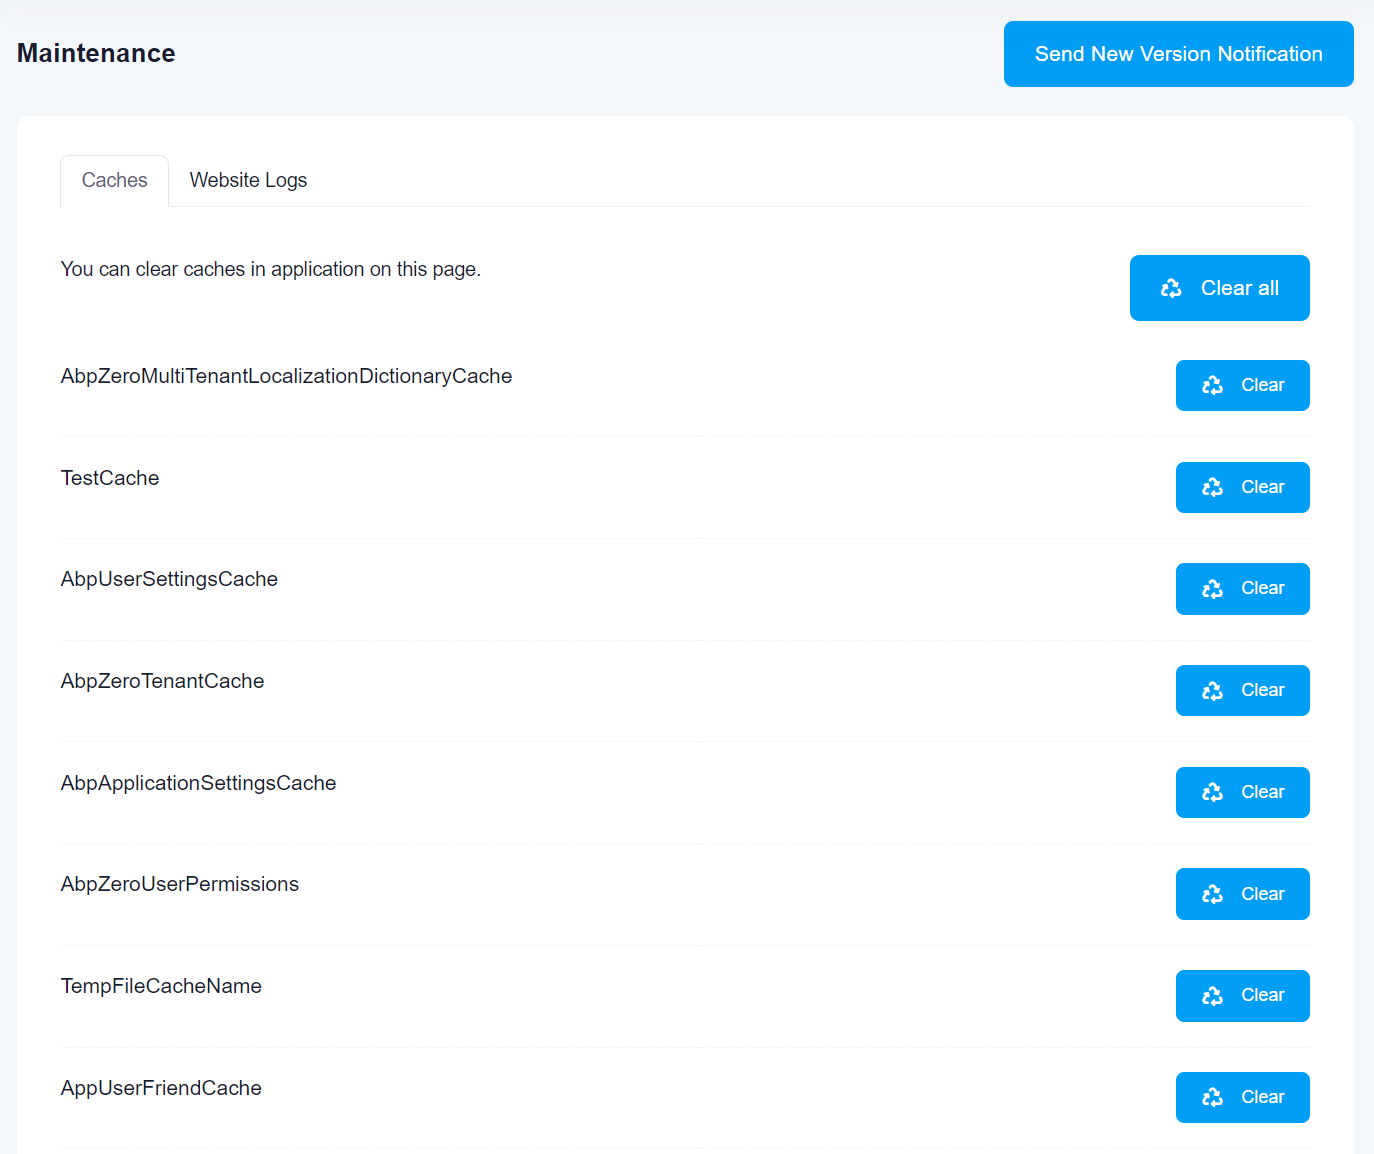 Maintenance
Send New Version Notification
Caches
Website Logs
You can clear caches in application on this page.
Clear all
AbpZeroMultiTenantLocalizationDictionaryCache
Clear
TestCache
Clear
AbpUserSettingsCache
Clear
AbpZeroTenantCache
Clear
AbpApplicationSettingsCache
Clear
AbpZeroUserPermissions
Clear
TempFileCacheName
Clear
AppUserFriendCache
Clear